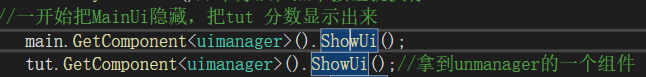 //一开始把MainUi隐藏，把tut 分数显示出来
main.GetComponent<uimanager>().ShowUi();
tut.GetComponent<uimanager>().ShowUi();//拿到unmanager的一个组件